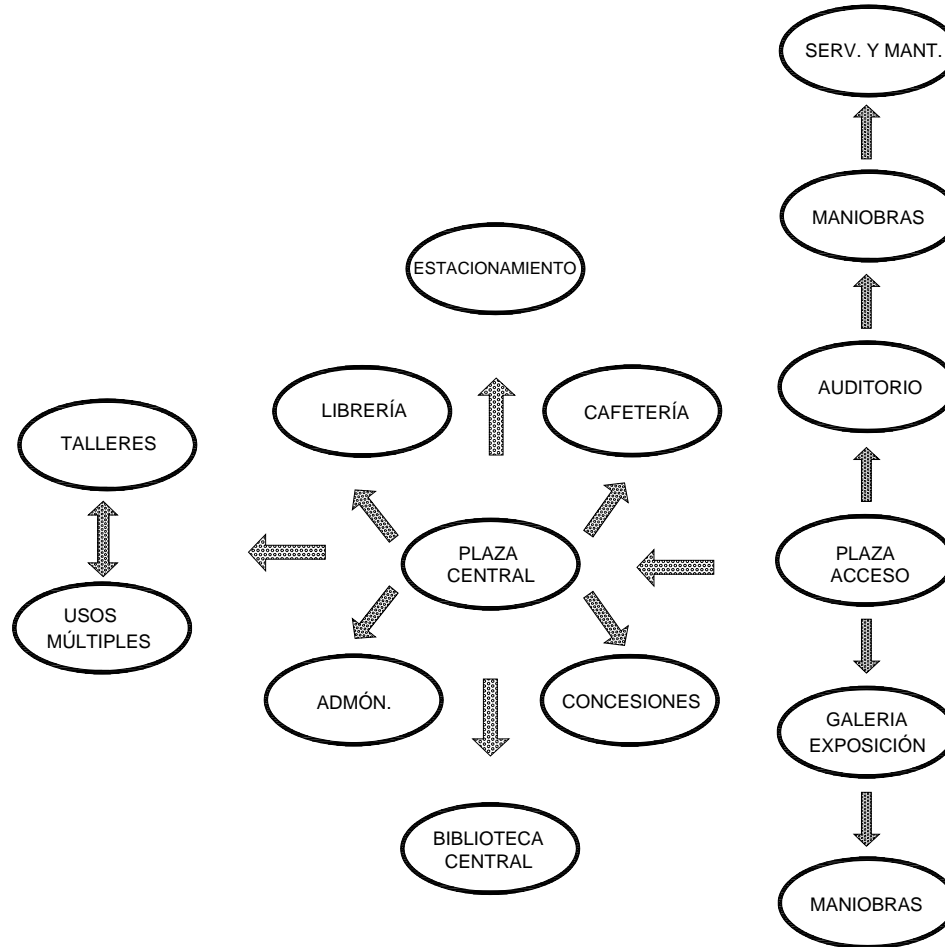 SERV. Y MANT.
MANIOBRAS
ESTACIONAMIENTO
AUDITORIO
LIBRERÍA
CAFETERÍA
TALLERES
PLAZA
CENTRAL
PLAZA
ACCESO
USOS
MÚLTIPLES
ADMÓN.
CONCESIONES
GALERIA
EXPOSICIÓN
BIBLIOTECA
CENTRAL
MANIOBRAS